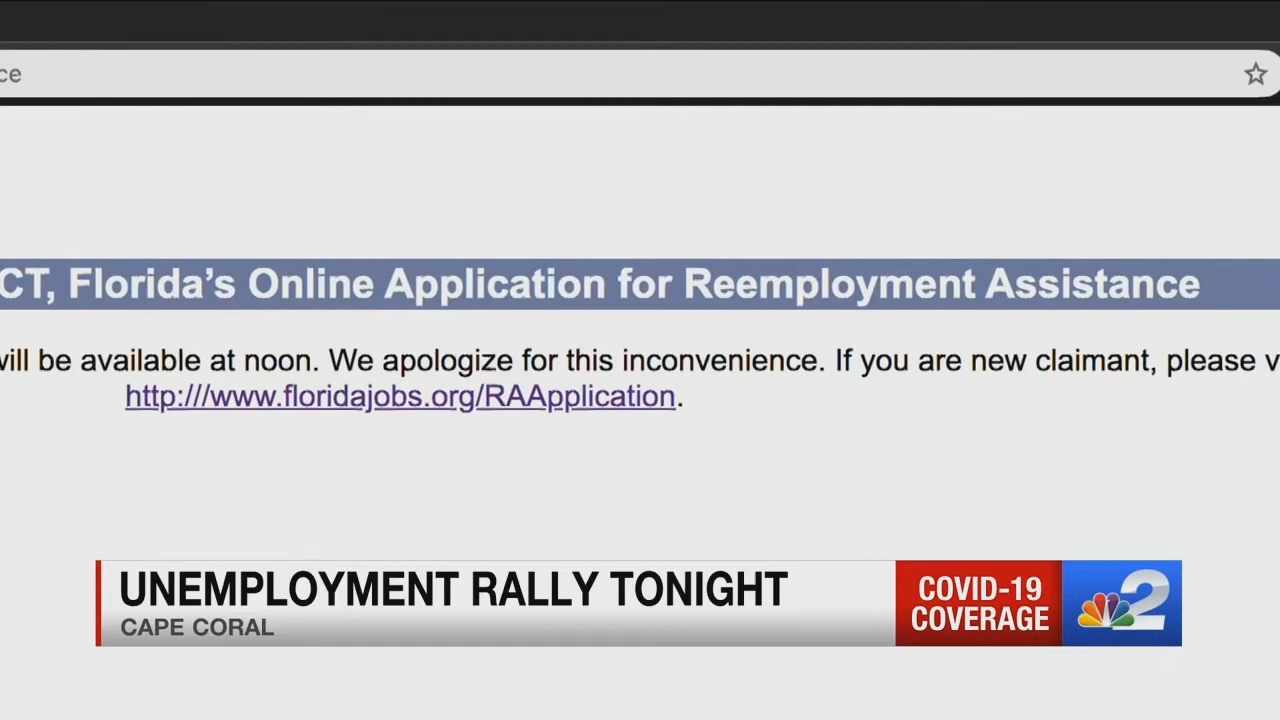 ce
CT, Florida’s Online Application for Reemployment Assistance
will be available at noon. We apologize for this inconvenience. If you are new claimant, please v
http:///www.floridajobs.org/RAApplication.
UNEMPLOYMENT RALLY TONIGHT
CAPE CORAL
COVID-19
COVERAGE
2